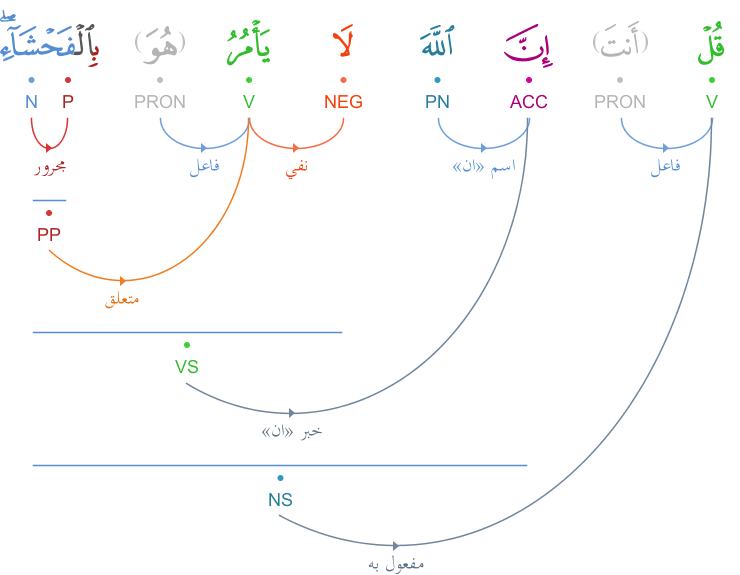 قُلْ (أَنتَ) إِنَّ ٱللَّهَ لَا يَأْمُرُ (هُوَ) بِٱلْفَحْشَآءِۖ
V PRON ACC PN NEG V PRON P N
فاعل اسم «ان» نفي فاعل مجرور
PP
متعلق
VS
خبر «ان»
NS
مفعول به